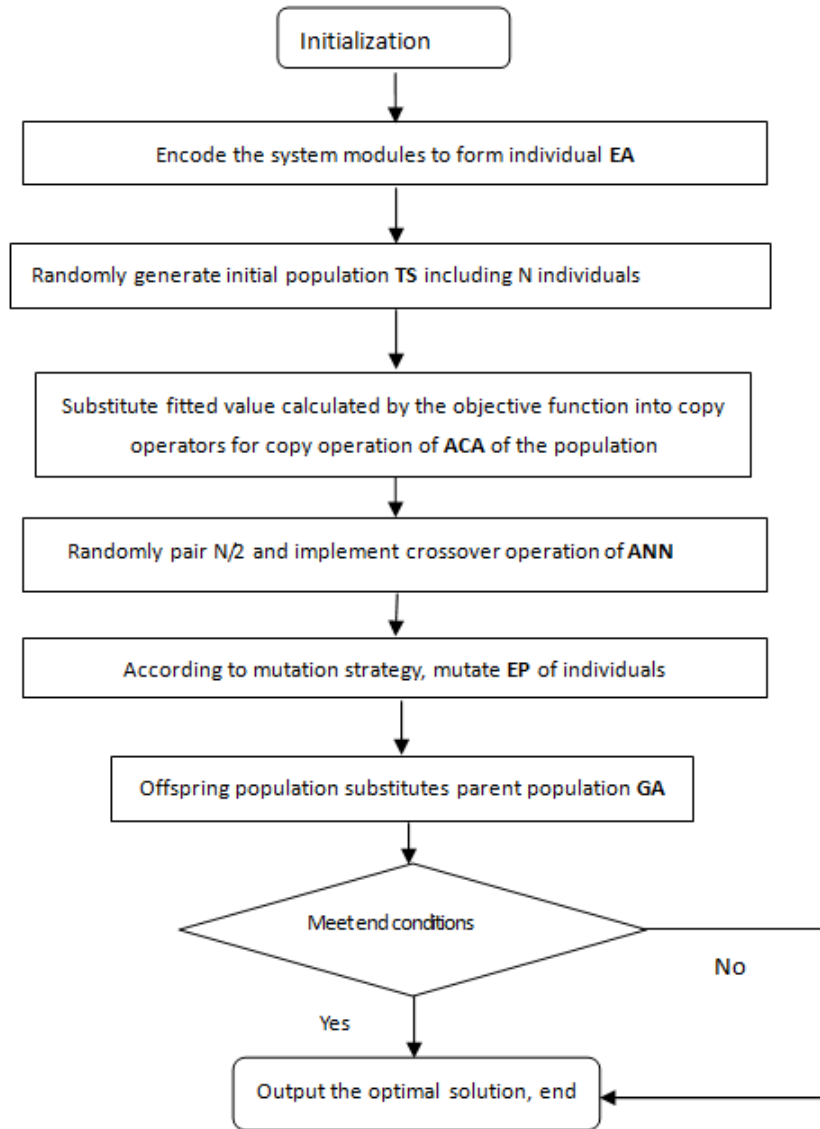 Initialization
Encode the system modules to form individual EA
Randomly generate initial population TS including N individuals
Substitute fitted value calculated by the objective function into copy
operators for copy operation of ACA of the population
Randomly pair N/2 and implement crossover operation of ANN
According to mutation strategy, mutate EP of individuals
Offspring population substitutes parent population GA
Meet end conditions
No
Yes
Output the optimal solution, end